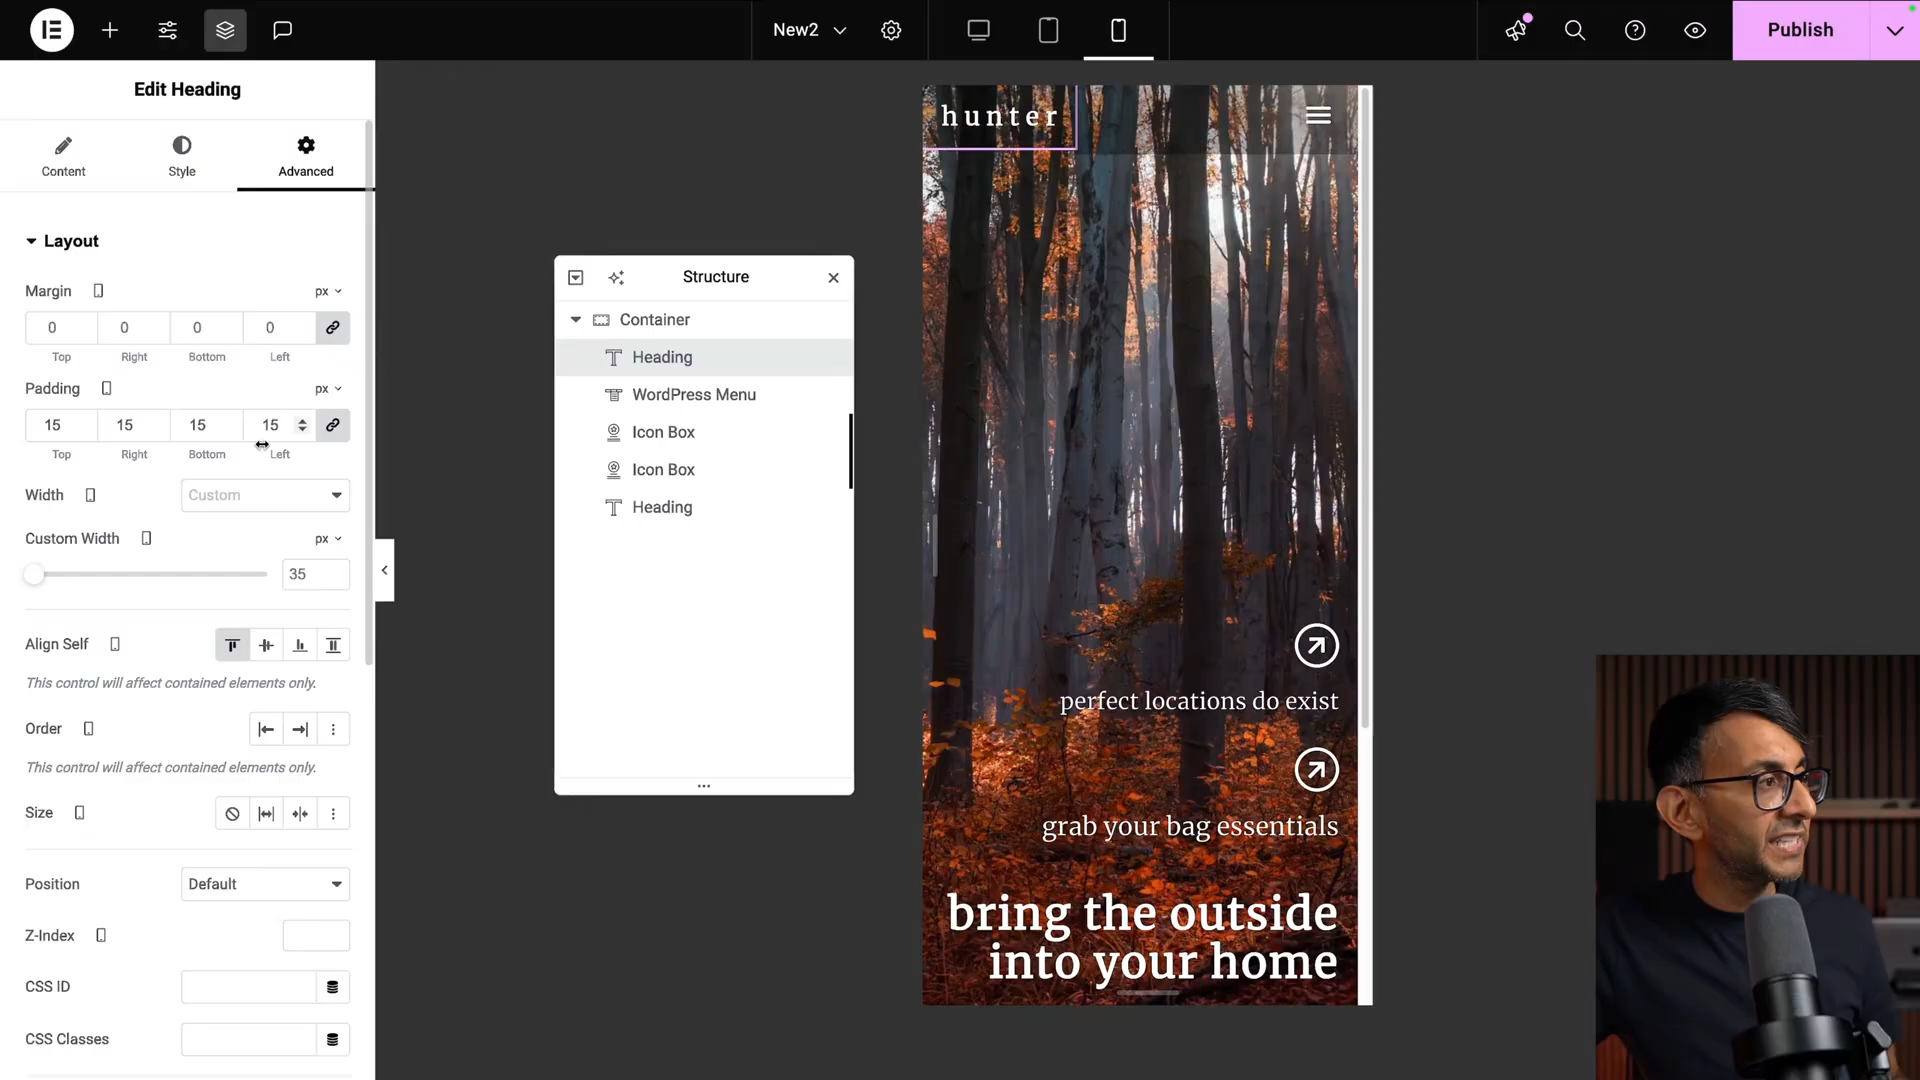 New2
Publish
Edit Heading
Content
Style
Advanced
Layout
Margin
px
0
0
0
0
Top
Right
Bottom
Left
Padding
px
15
15
15
15
Top
Right
Bottom
Left
Width
Custom
Custom Width
px
35
Align Self
This control will affect contained elements only.
Order
This control will affect contained elements only.
Size
Position
Default
Z-Index
CSS ID
CSS Classes
Structure
Container
Heading
WordPress Menu
Icon Box
Icon Box
Heading
hunter
perfect locations do exist
grab your bag essentials
bring the outside
into your home